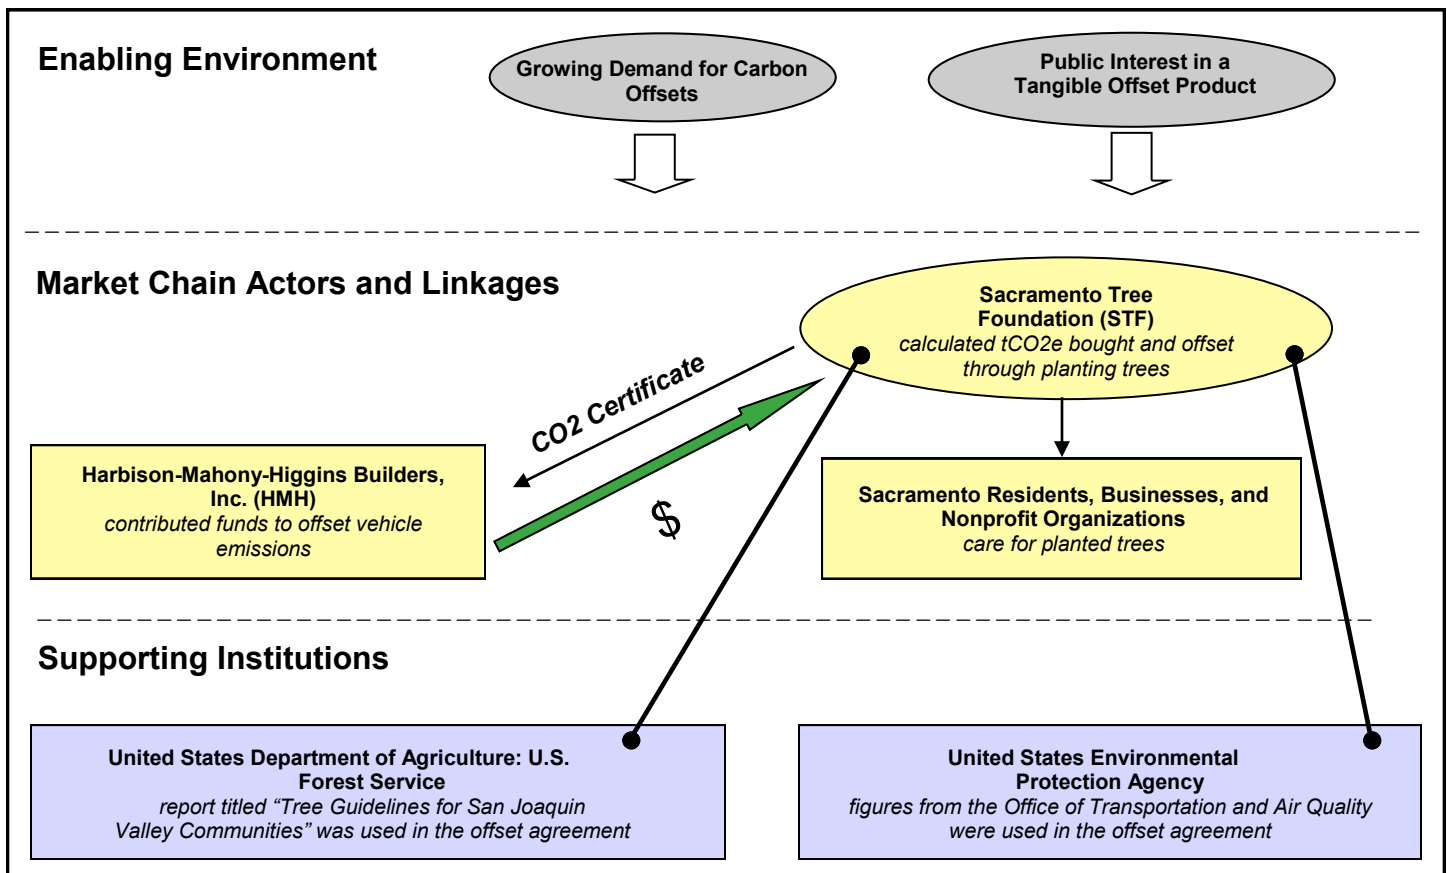 Enabling Environment
Growing Demand for Carbon
Offsets
Public Interest in a
Tangible Offset Product
Market Chain Actors and Linkages
Sacramento Tree
Foundation (STF)
calculated tCO2e bought and offset
through planting trees
CO2 Certificate
$
Harbison-Mahony-Higgins Builders,
Inc. (HMH)
contributed funds to offset vehicle
emissions
Sacramento Residents, Businesses, and
Nonprofit Organizations
care for planted trees
Supporting Institutions
United States Department of Agriculture: U.S.
Forest Service
report titled “Tree Guidelines for San Joaquin
Valley Communities” was used in the offset agreement
United States Environmental
Protection Agency
figures from the Office of Transportation and Air Quality
were used in the offset agreement